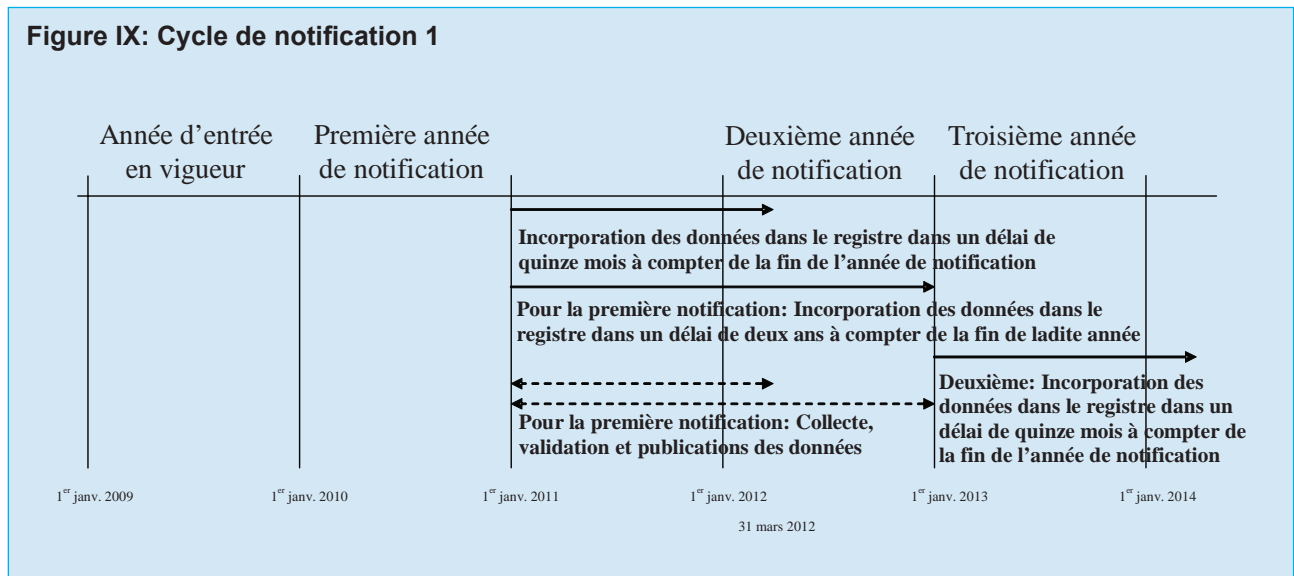 Figure IX: Cycle de notification 1
Année d’entrée
en vigueur
Première année
de notification
Deuxième année
de notification
Troisième année
de notification
Incorporation des données dans le registre dans un délai de
quinze mois à compter de la fin de l’année de notification
Pour la première notification: Incorporation des données dans le
registre dans un délai de deux ans à compter de la fin de ladite année
Deuxième: Incorporation des
données dans le registre dans un
délai de quinze mois à compter de
la fin de l’année de notification
Pour la première notification: Collecte,
validation et publications des données
1er janv. 2009
1er janv. 2010
1er janv. 2011
1er janv. 2012
1er janv. 2013
1er janv. 2014
31 mars 2012